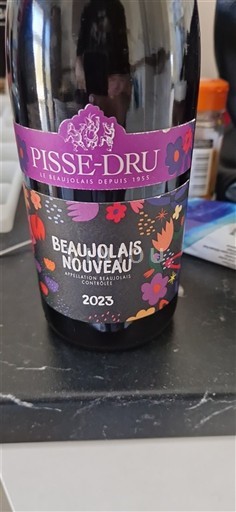 PISSE-DRU
LE BEAUJOLAIS DEPUIS 1955
BEAUJOLAIS
NOUVEAU
APPELLATION BEAUJOLAIS
CONTRÔLÉE
2023